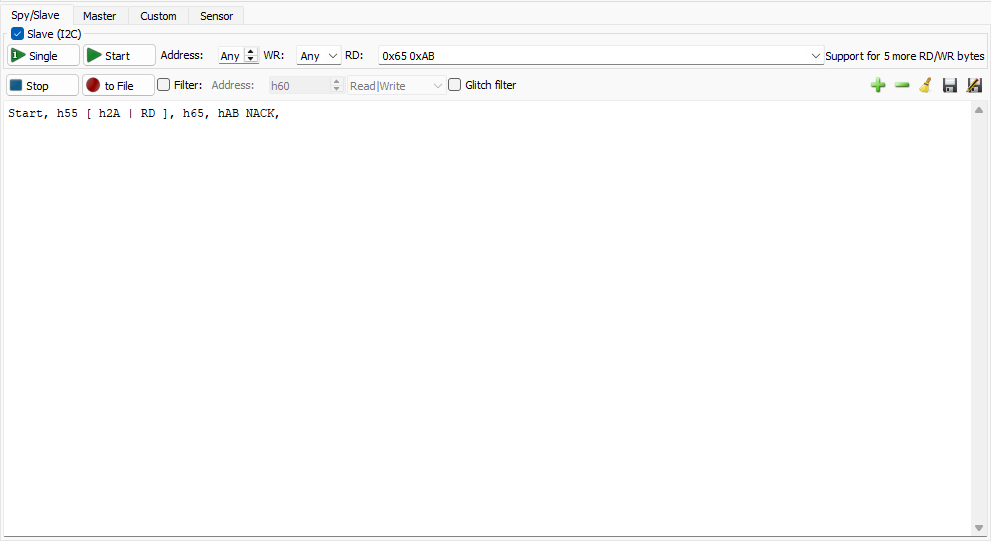 Spy/Slave Master Custom Sensor
Slave (I2C)
1 Single Start Address: Any WR: Any RD: 0x65 0xAB Support for 5 more RD/WR bytes
Stop to File Filter: Address: h60 Read|Write Glitch filter
Start, h55 [ h2A | RD ], h65, hAB NACK,